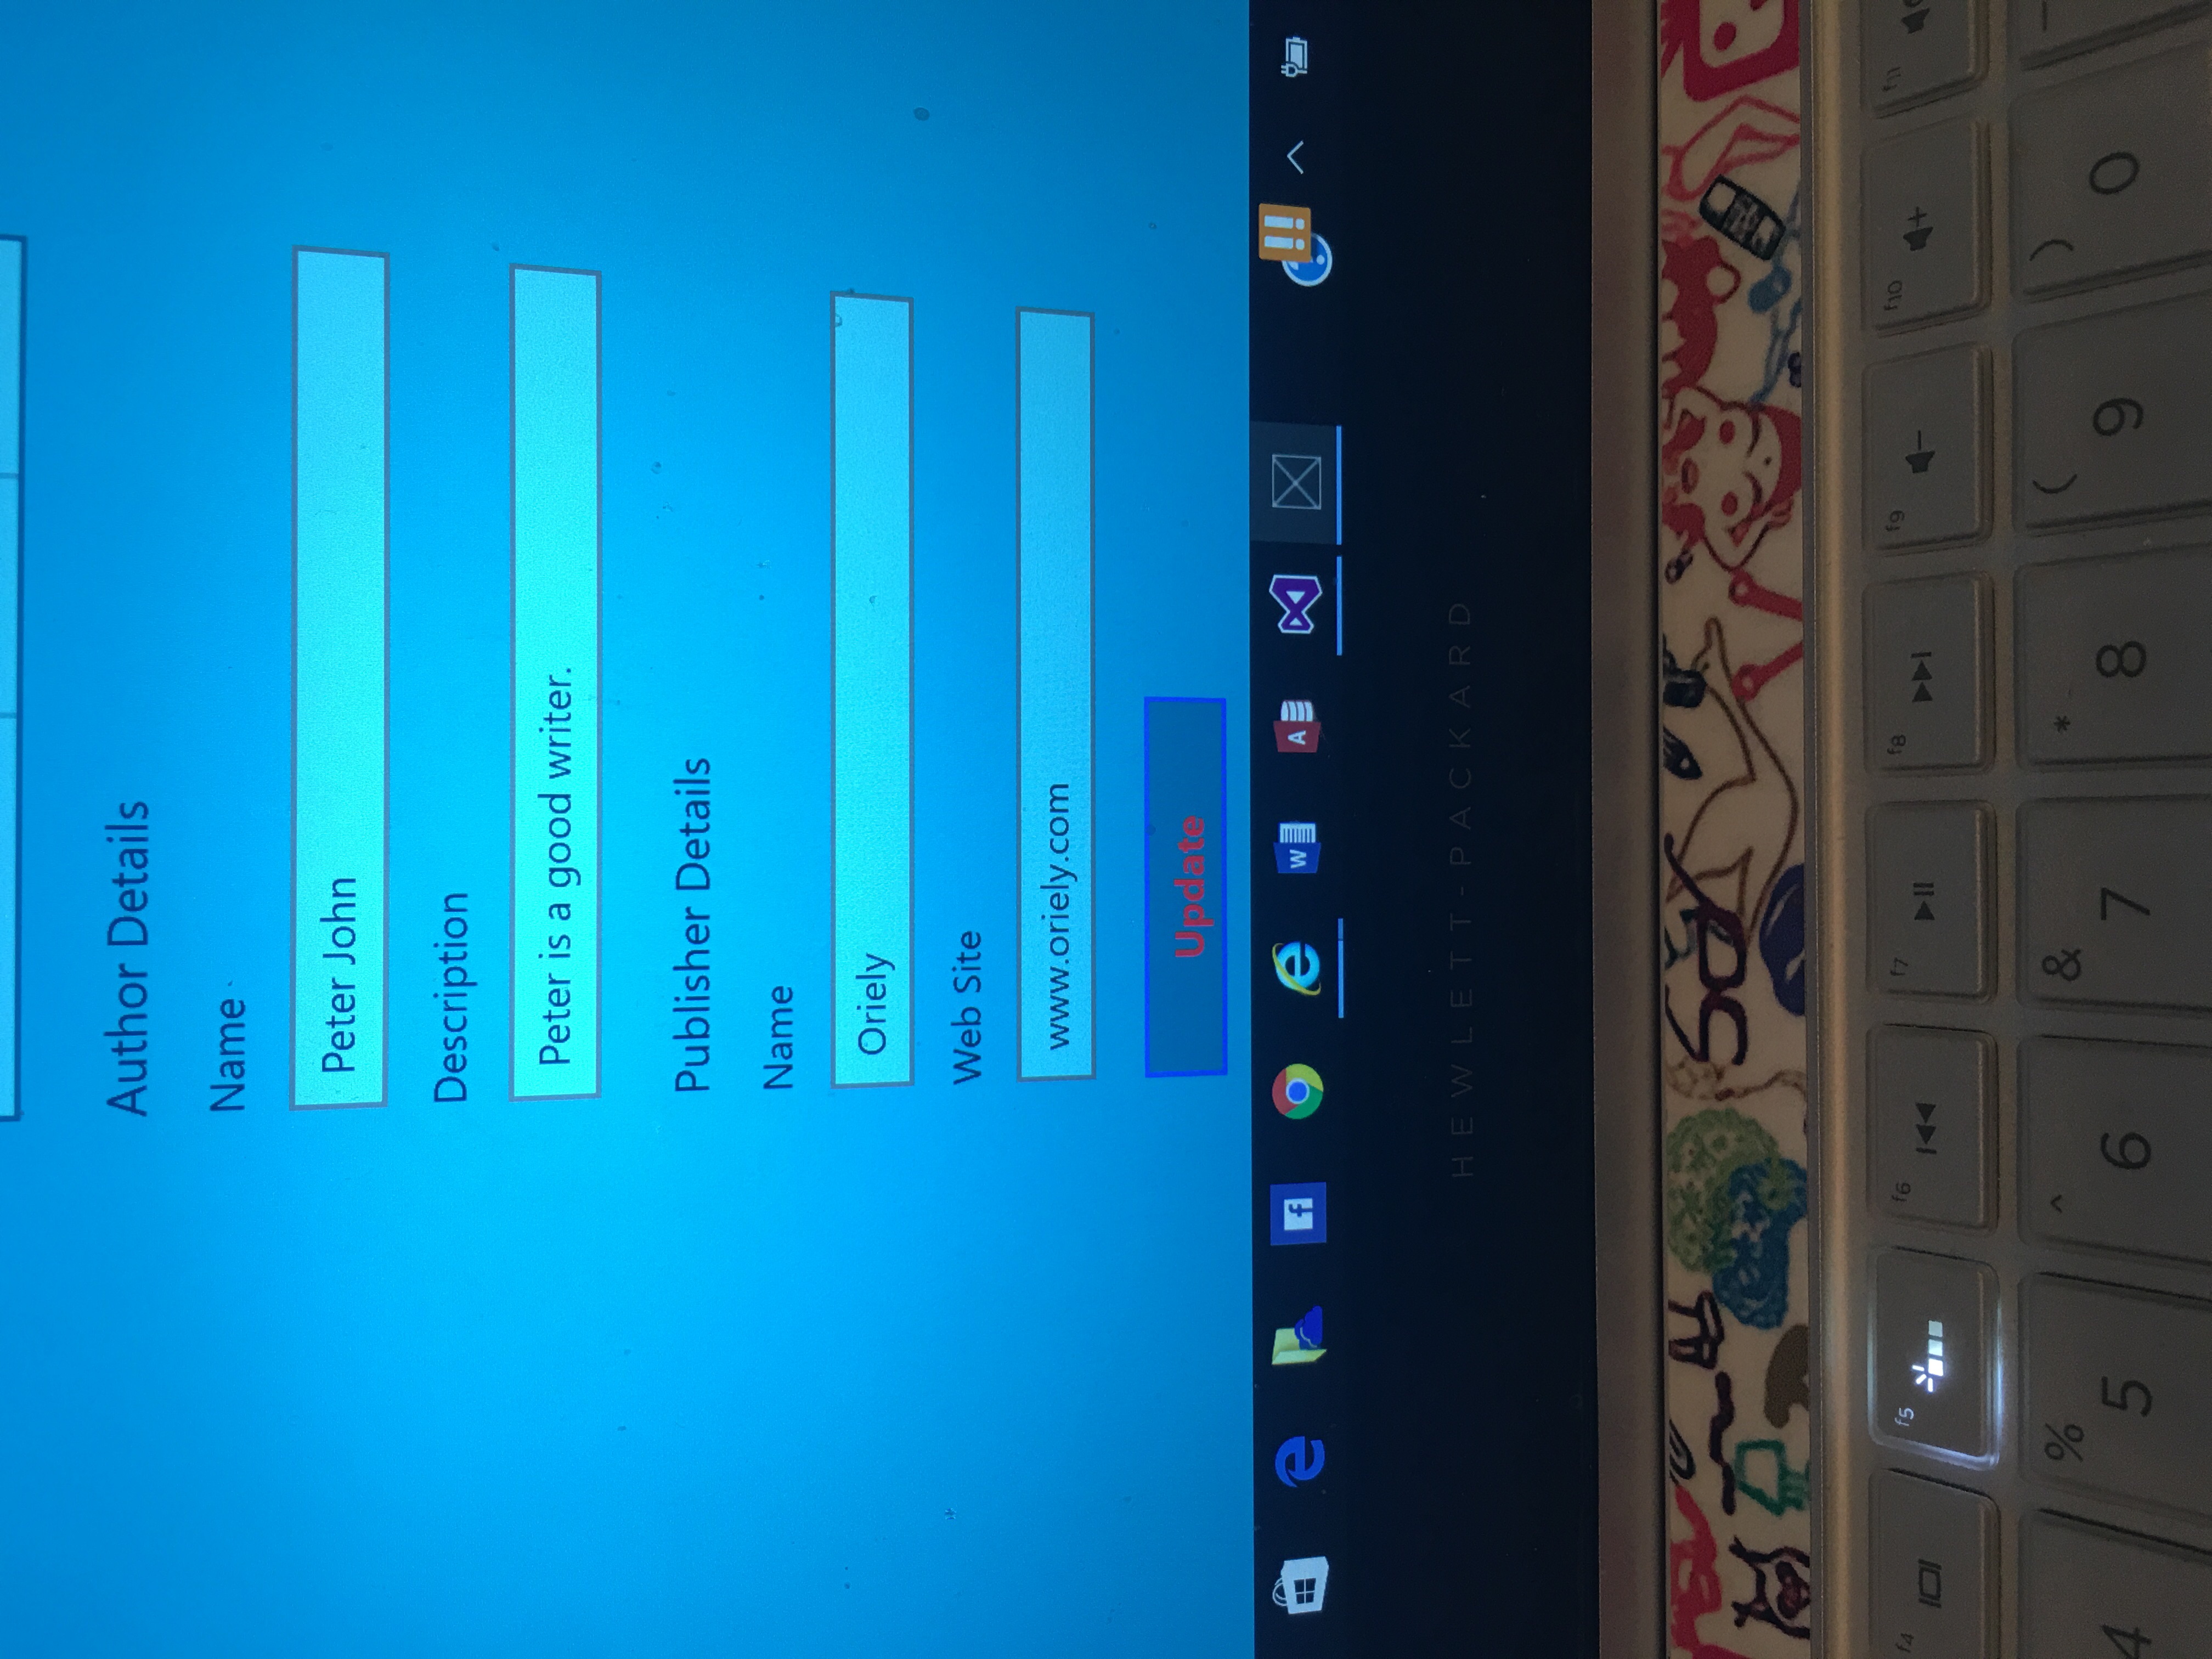 Author Details
Name
Peter John
Description
Peter is a good writer.
Publisher Details
Name
Oriely
Web Site
www.oriely.com
Update
W
A
HEWLETT-PACKARD
f4 f5 f6 f7 f8 f9 f10 f11
% ^ & * ( )
4 5 6 7 8 9 0